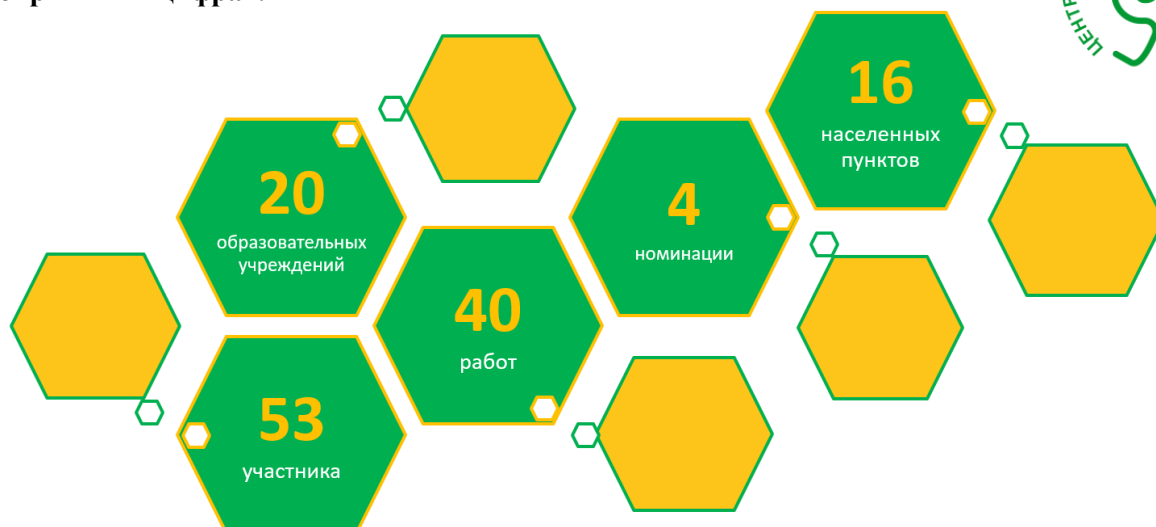 16
населенных
пунктов
20
образовательных
учреждений
4
номинации
40
работ
53
участника